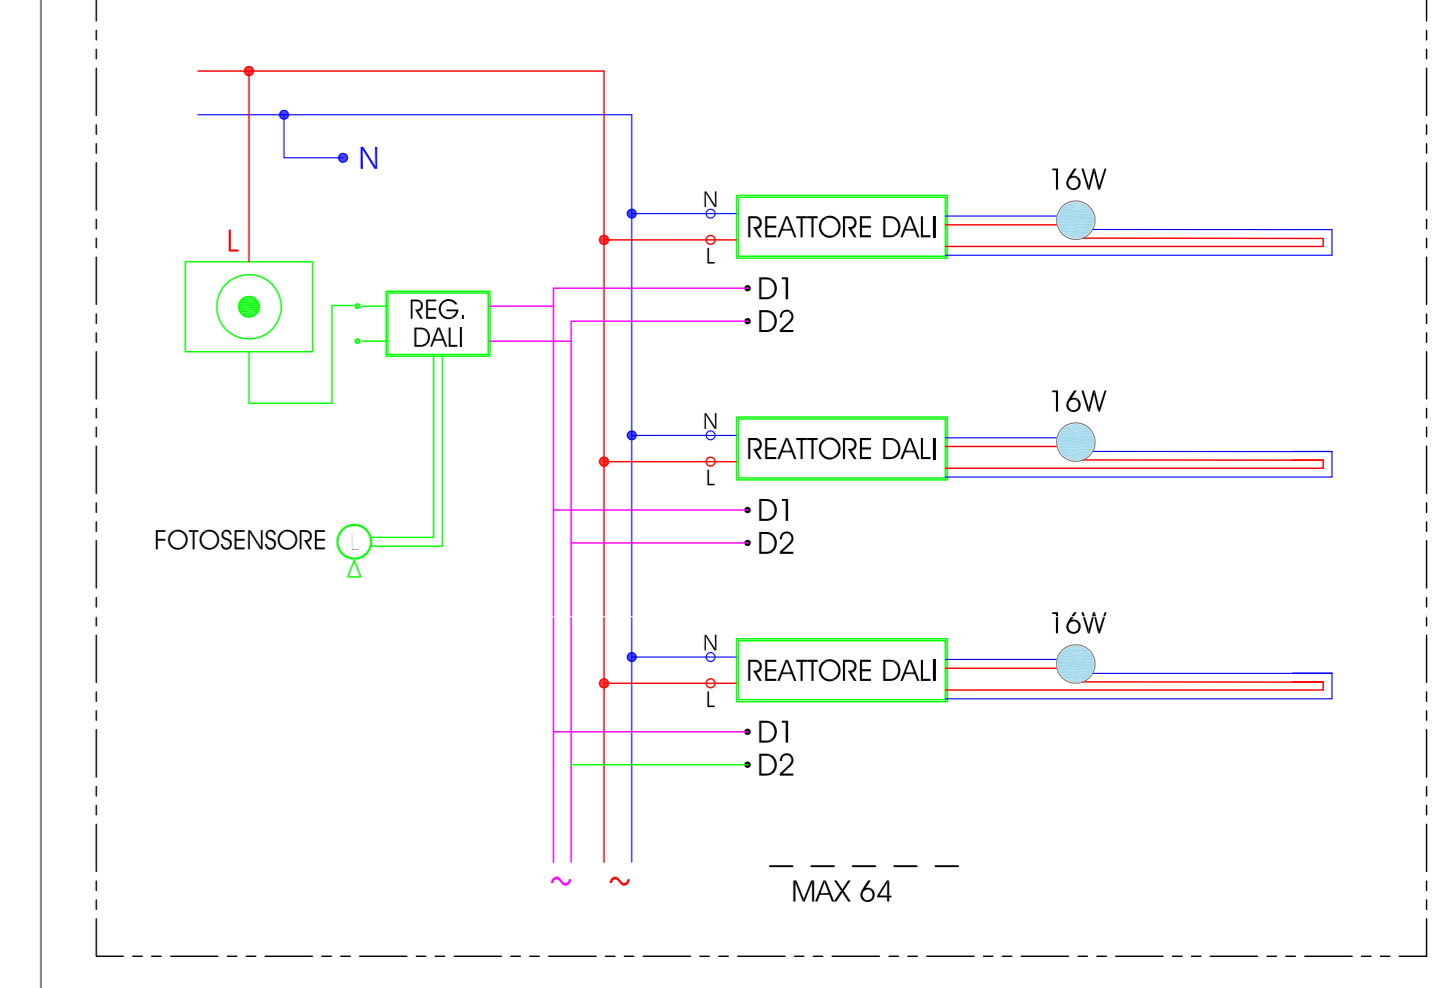 N
L
16W
N
REATTORE DALI
L
D1
D2
REG.
DALI
16W
N
REATTORE DALI
L
D1
D2
FOTOSENSORE
L
16W
N
REATTORE DALI
L
D1
D2
MAX 64